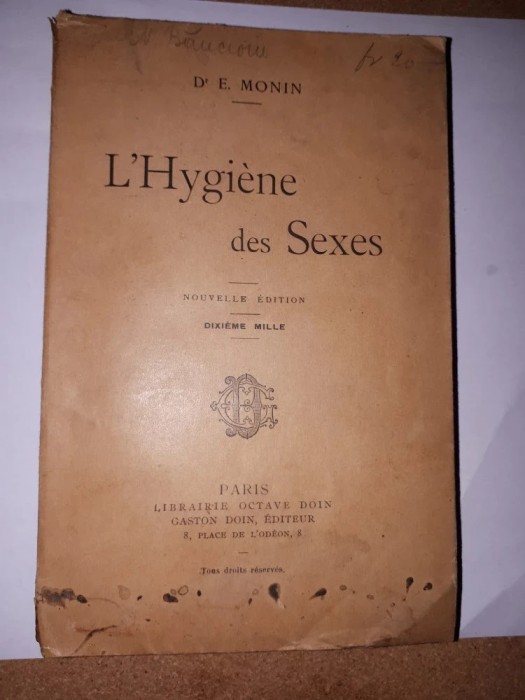 Dr E. MONIN
L'Hygiène
des Sexes
NOUVELLE ÉDITION
DIXIÈME MILLE
PARIS
LIBRAIRIE OCTAVE DOIN
GASTON DOIN, ÉDITEUR
8, PLACE DE L'ODÉON, 8
Tous droits réservés.